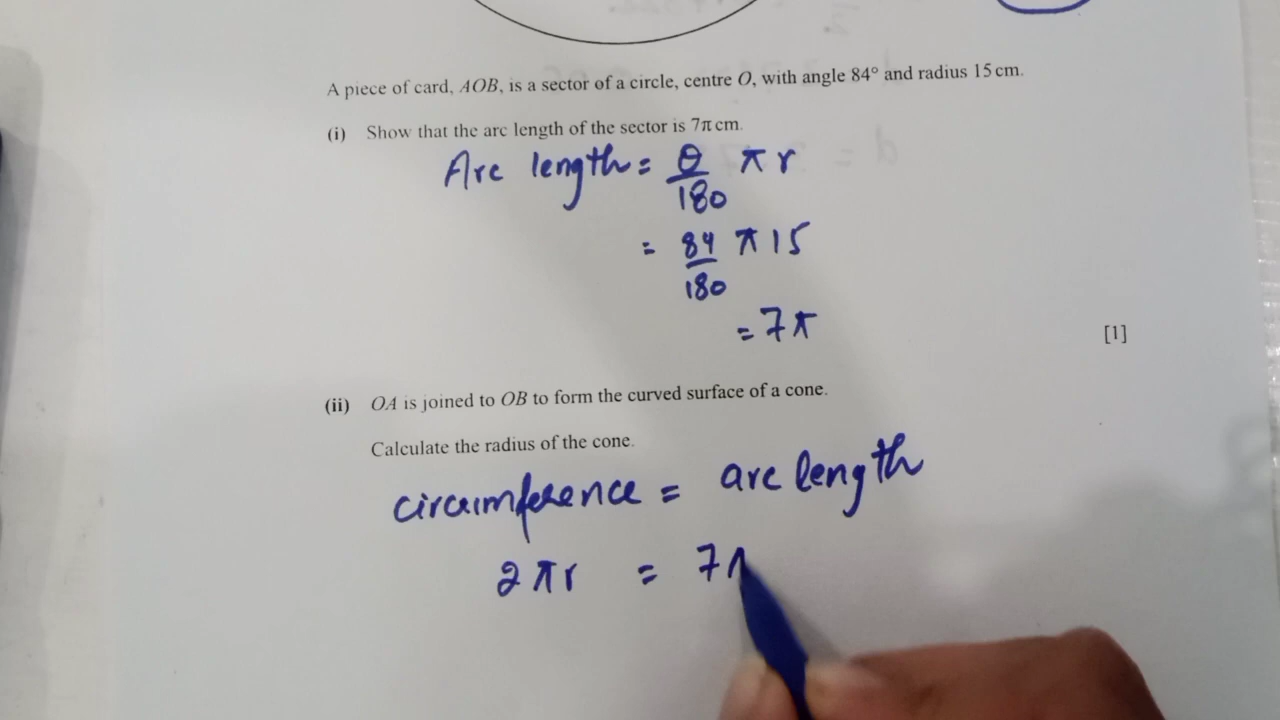 A piece of card, AOB, is a sector of a circle, centre O, with angle 84° and radius 15 cm.
(i) Show that the arc length of the sector is 7π cm.
Arc length = θ/180 π r
= 84/180 π 15
= 7π
[1]
(ii) OA is joined to OB to form the curved surface of a cone.
Calculate the radius of the cone.
circumference = arc length
2πr = 7